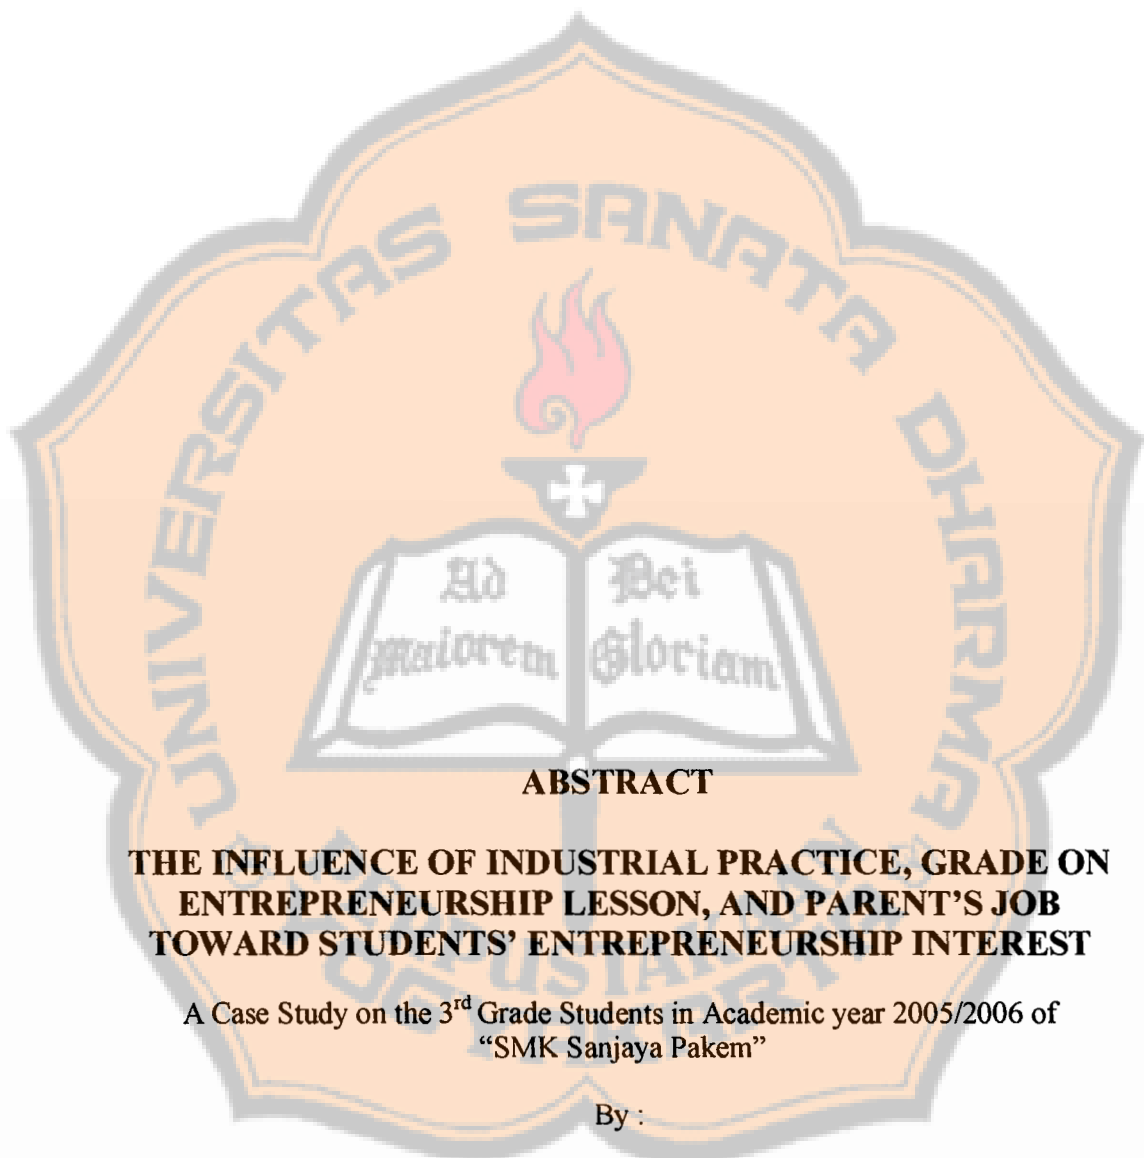 UNIVERSITAS SANATA DHARMA
Ad Dei
Maiorem Gloriam
ABSTRACT
THE INFLUENCE OF INDUSTRIAL PRACTICE, GRADE ON
ENTREPRENEURSHIP LESSON, AND PARENT'S JOB
TOWARD STUDENTS' ENTREPRENEURSHIP INTEREST
PERPUSTAKAAN
YOGYAKARTA
A Case Study on the 3rd Grade Students in Academic year 2005/2006 of
“SMK Sanjaya Pakem”
By :